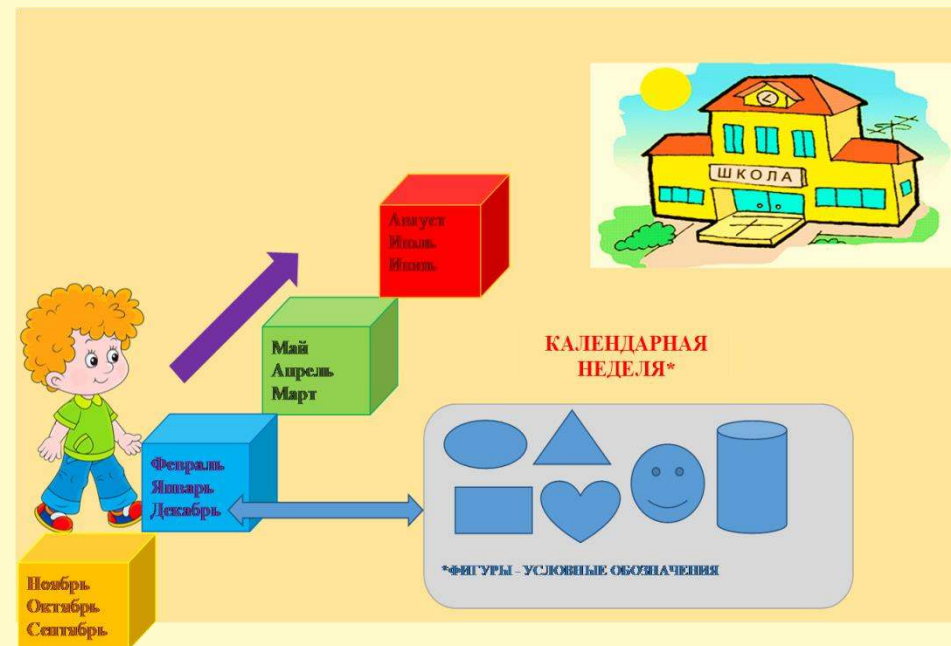 ШКОЛА
Август
Июль
Июнь
Май
Апрель
Март
КАЛЕНДАРНАЯ
НЕДЕЛЯ*
Февраль
Январь
Декабрь
*ФИГУРЫ - УСЛОВНЫЕ ОБОЗНАЧЕНИЯ
Ноябрь
Октябрь
Сентябрь